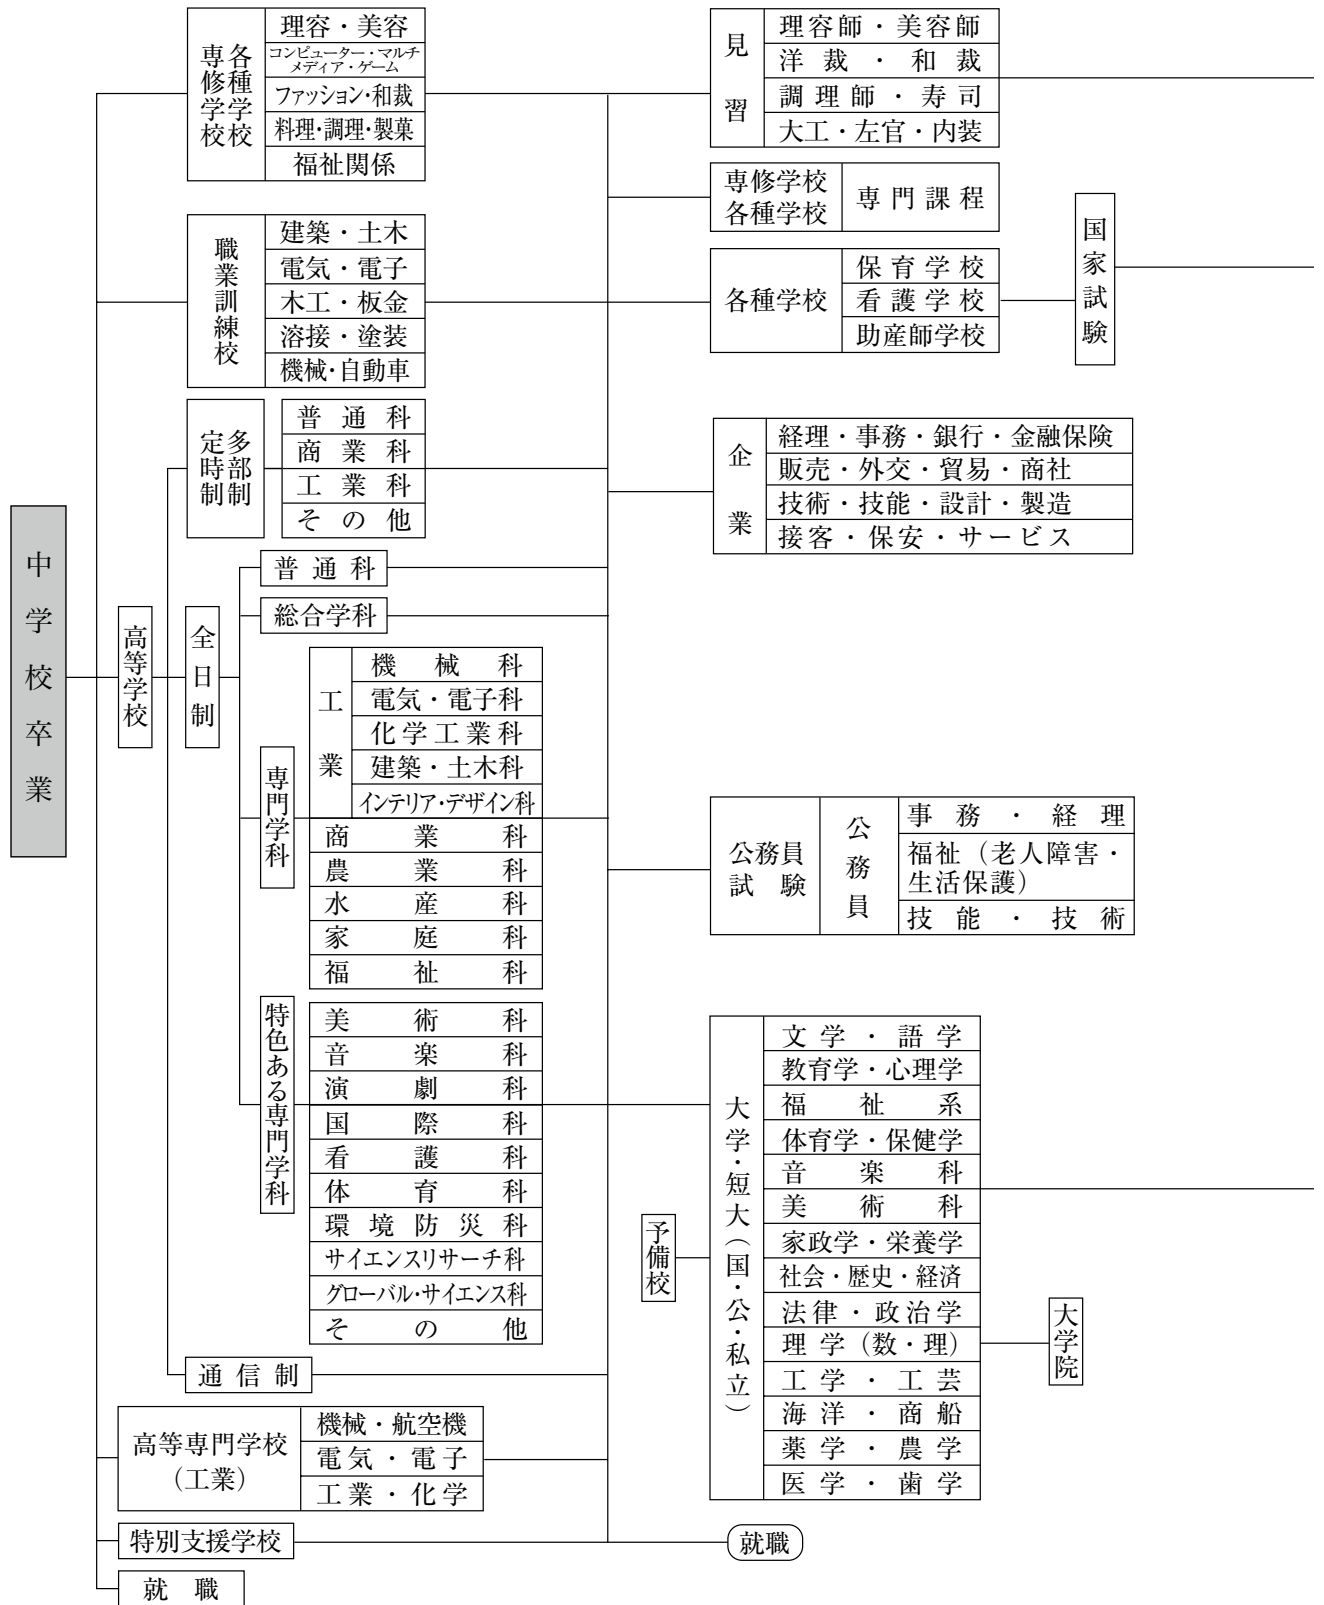 中学校卒業
専修学校
各種学校
理容・美容
コンピューター・マルチ
メディア・ゲーム
ファッション・和裁
料理・調理・製菓
福祉関係
職業訓練校
建築・土木
電気・電子
木工・板金
溶接・塗装
機械・自動車
高等学校
定時制
多部制
普通科
商業科
工業科
その他
全日制
普通科
総合学科
専門学科
工業
機械科
電気・電子科
化学工業科
建築・土木科
インテリア・デザイン科
商業科
農業科
水産科
家庭科
福祉科
特色ある専門学科
美術科
音楽科
演劇科
国際科
看護科
体育科
環境防災科
サイエンスリサーチ科
グローバル・サイエンス科
その他
通信制
高等専門学校
（工業）
機械・航空機
電気・電子
工業・化学
特別支援学校
就職
見習
理容師・美容師
洋裁・和裁
調理師・寿司
大工・左官・内装
専修学校
各種学校
専門課程
各種学校
保育学校
看護学校
助産師学校
国家試験
企業
経理・事務・銀行・金融保険
販売・外交・貿易・商社
技術・技能・設計・製造
接客・保安・サービス
公務員
試験
公務員
事務・経理
福祉（老人障害・
生活保護）
技能・技術
予備校
大学・短大（国・公・私立）
文学・語学
教育学・心理学
福祉系
体育学・保健学
音楽科
美術科
家政学・栄養学
社会・歴史・経済
法律・政治学
理学（数・理）
工学・工芸
海洋・商船
薬学・農学
医学・歯学
大学院
就職